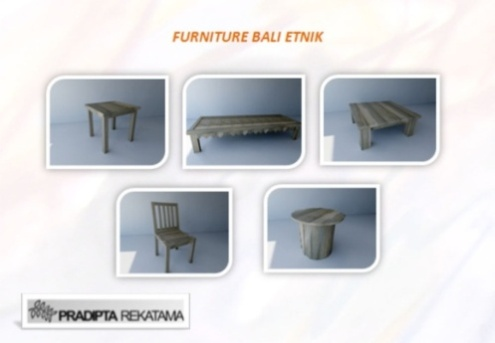 FURNITURE BALI ETNIK
PRADIPTA REKATAMA